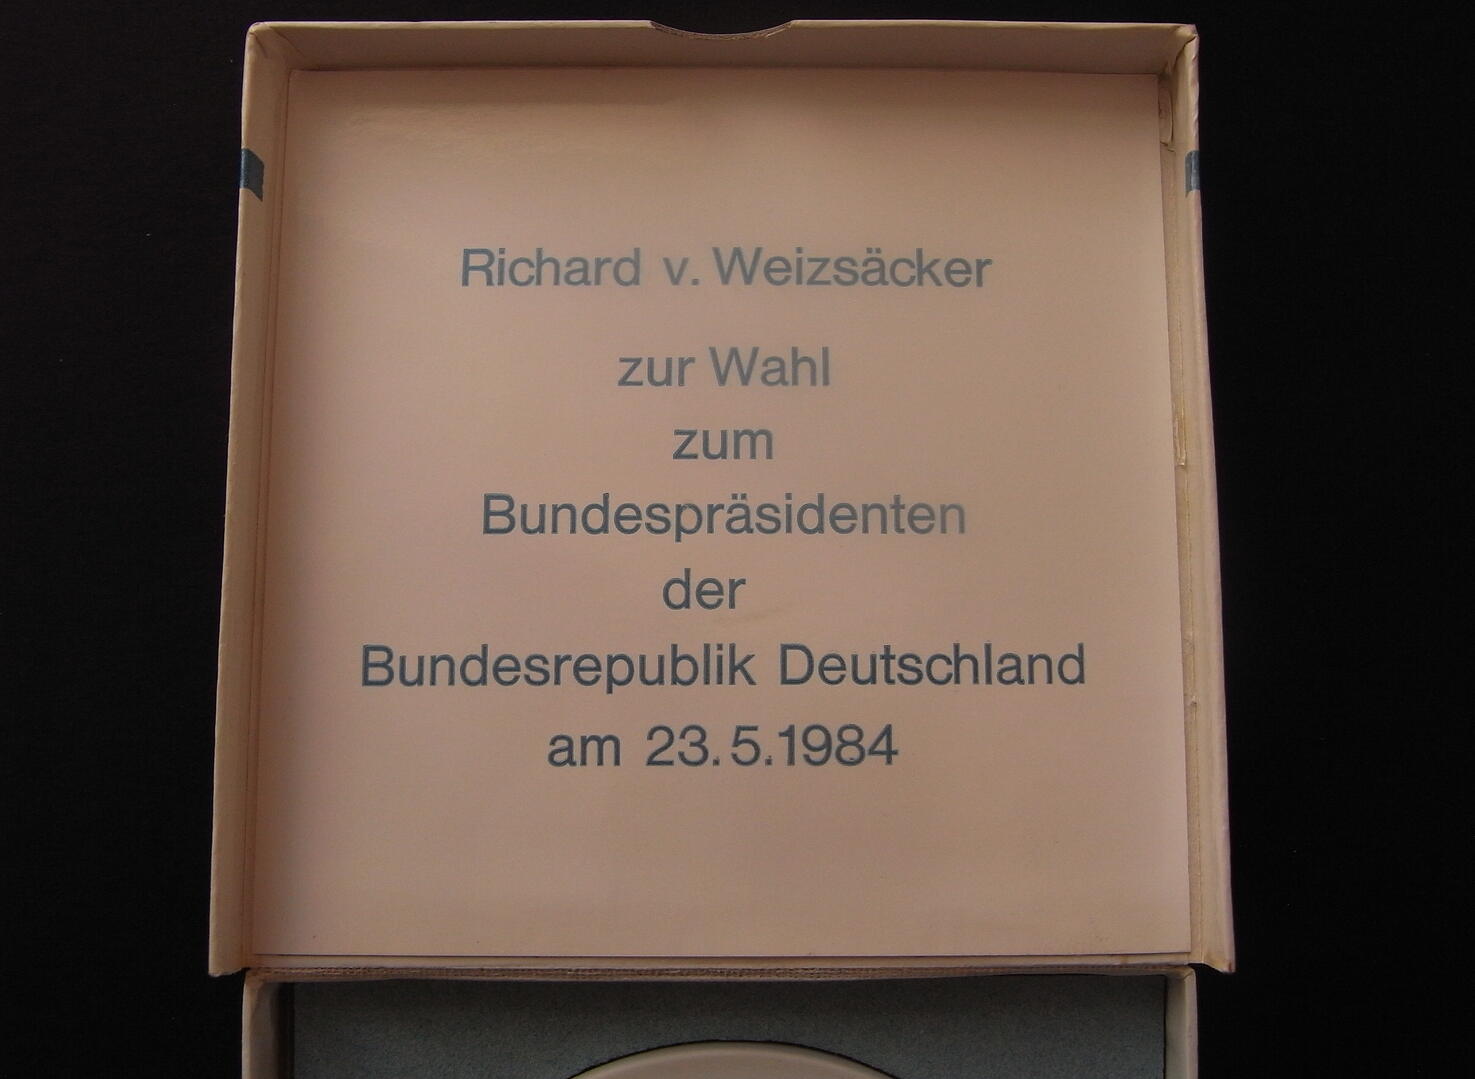 Richard v. Weizsäcker
zur Wahl
zum
Bundespräsidenten
der
Bundesrepublik Deutschland
am 23.5.1984